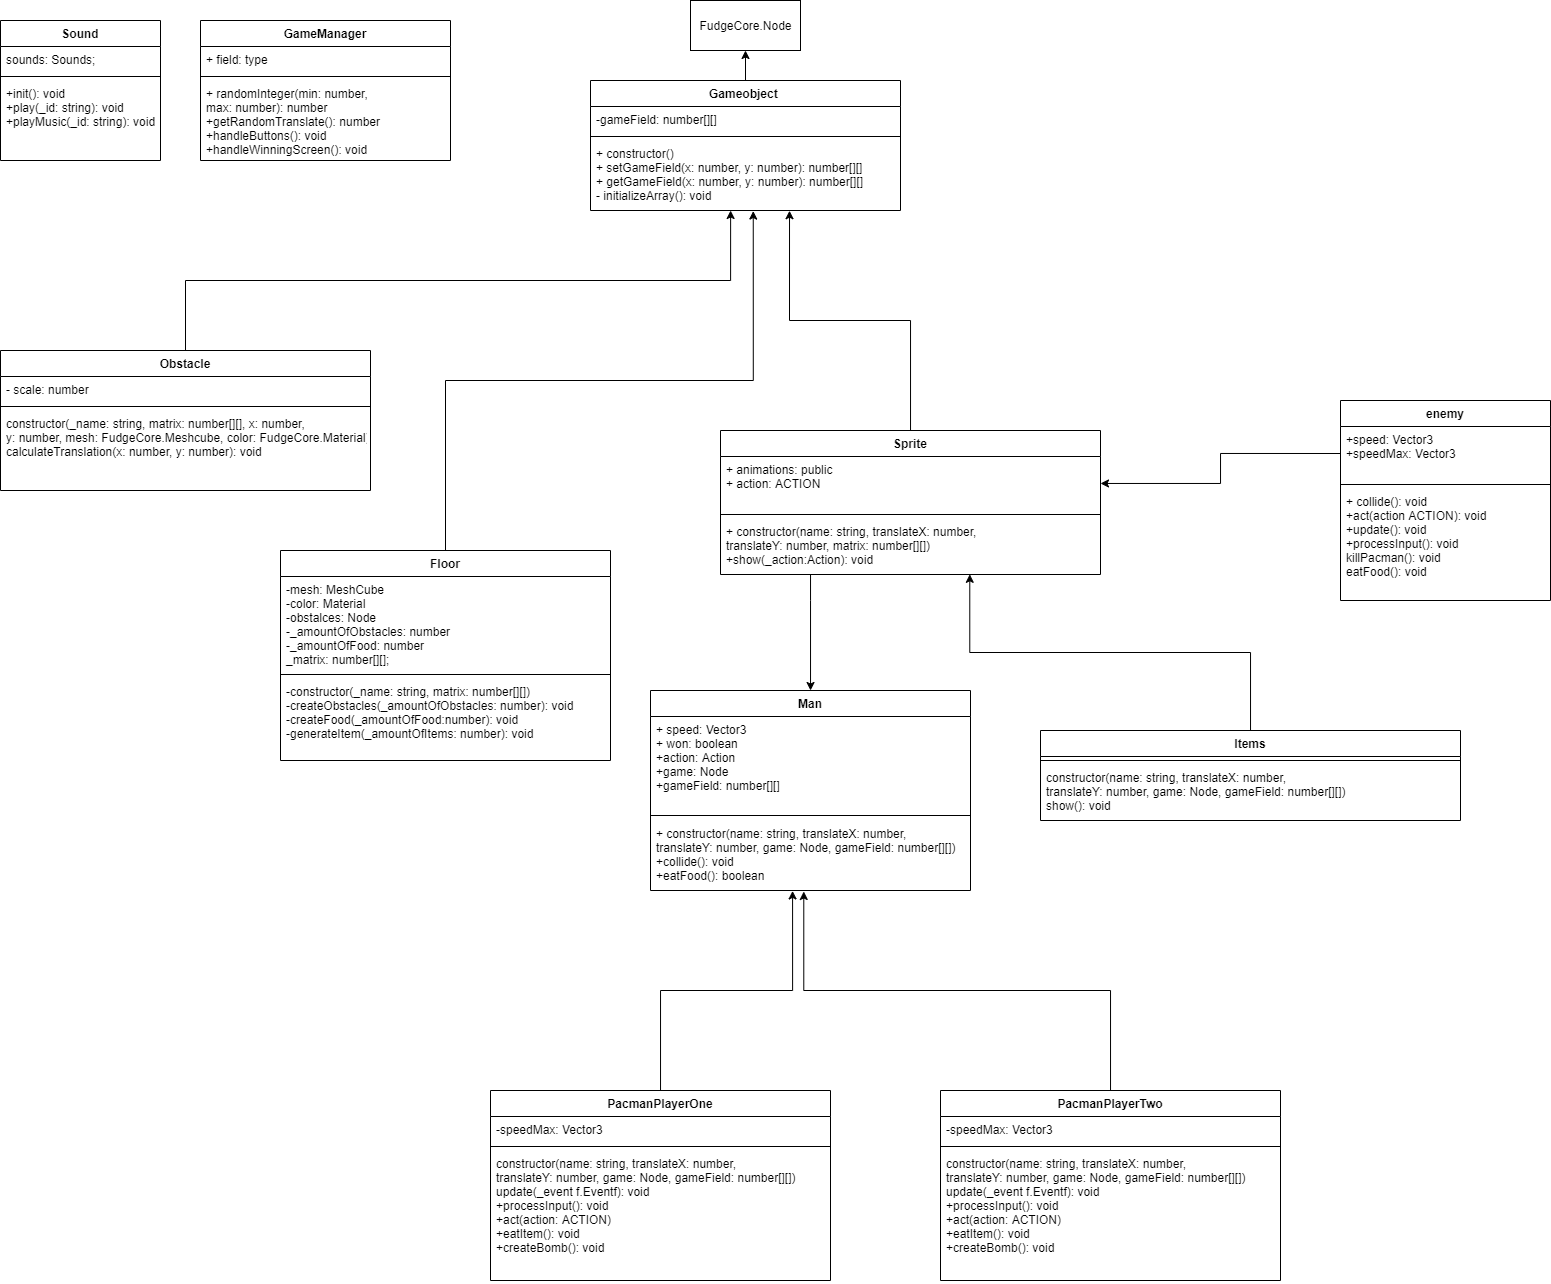 FudgeCore.Node
Sound
sounds: Sounds;
+init(): void
+play(_id: string): void
+playMusic(_id: string): void
GameManager
+ field: type
+ randomInteger(min: number,
max: number): number
+getRandomTranslate(): number
+handleButtons(): void
+handleWinningScreen(): void
Gameobject
-gameField: number[][]
+ constructor()
+ setGameField(x: number, y: number): number[][]
+ getGameField(x: number, y: number): number[][]
- initializeArray(): void
Obstacle
- scale: number
constructor(_name: string, matrix: number[][], x: number,
y: number, mesh: FudgeCore.Meshcube, color: FudgeCore.Material
calculateTranslation(x: number, y: number): void
Sprite
+ animations: public
+ action: ACTION
+ constructor(name: string, translateX: number,
translateY: number, matrix: number[][])
+show(_action:Action): void
enemy
+speed: Vector3
+speedMax: Vector3
+ collide(): void
+act(action ACTION): void
+update(): void
+processInput(): void
killPacman(): void
eatFood(): void
Floor
-mesh: MeshCube
-color: Material
-obstalces: Node
-_amountOfObstacles: number
-_amountOfFood: number
_matrix: number[][];
-constructor(_name: string, matrix: number[][])
-createObstacles(_amountOfObstacles: number): void
-createFood(_amountOfFood:number): void
-generateItem(_amountOfItems: number): void
Man
+ speed: Vector3
+ won: boolean
+action: Action
+game: Node
+gameField: number[][]
+ constructor(name: string, translateX: number,
translateY: number, game: Node, gameField: number[][])
+collide(): void
+eatFood(): boolean
Items
constructor(name: string, translateX: number,
translateY: number, game: Node, gameField: number[][])
show(): void
PacmanPlayerOne
-speedMax: Vector3
constructor(name: string, translateX: number,
translateY: number, game: Node, gameField: number[][])
update(_event f.Eventf): void
+processInput(): void
+act(action: ACTION)
+eatItem(): void
+createBomb(): void
PacmanPlayerTwo
-speedMax: Vector3
constructor(name: string, translateX: number,
translateY: number, game: Node, gameField: number[][])
update(_event f.Eventf): void
+processInput(): void
+act(action: ACTION)
+eatItem(): void
+createBomb(): void